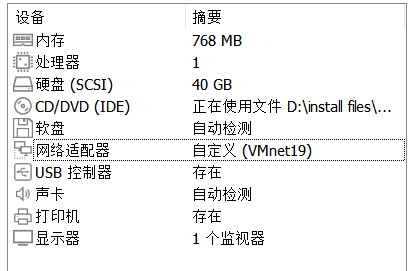 设备 摘要
内存 768 MB
处理器 1
硬盘 (SCSI) 40 GB
CD/DVD (IDE) 正在使用文件 D:\install files\...
软盘 自动检测
网络适配器 自定义 (VMnet19)
USB 控制器 存在
声卡 自动检测
打印机 存在
显示器 1 个监视器